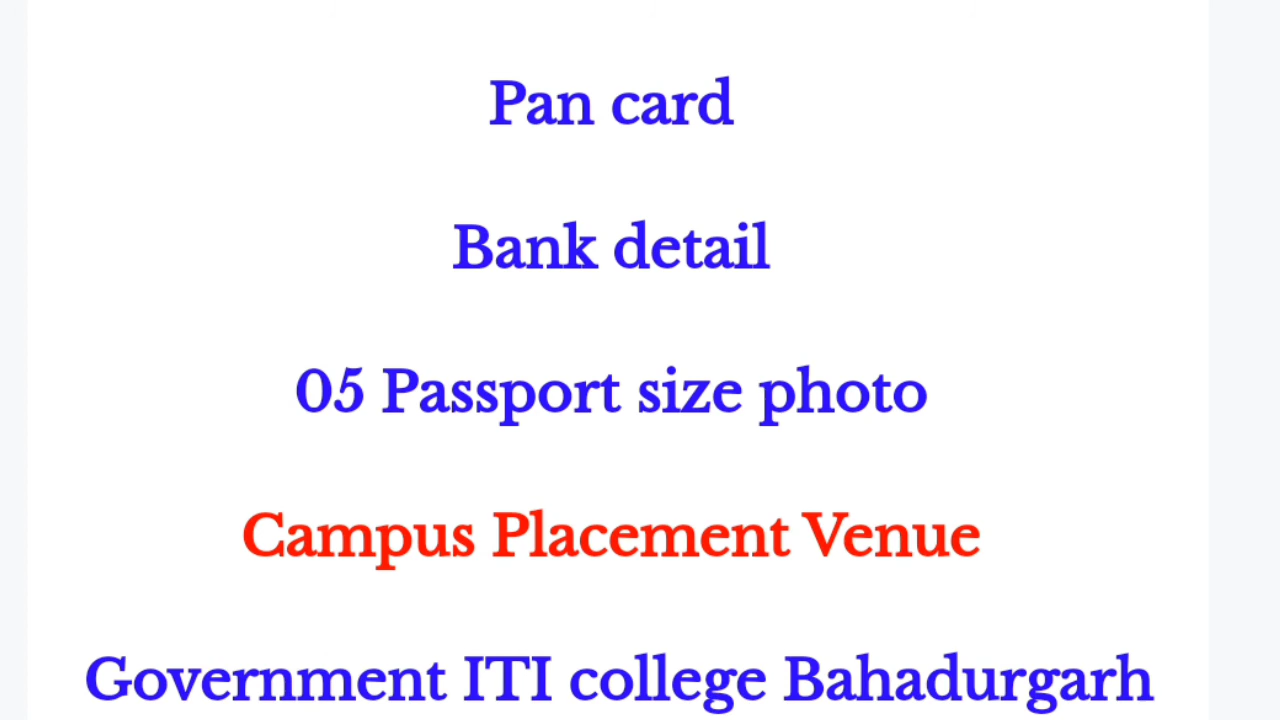 Pan card
Bank detail
05 Passport size photo
Campus Placement Venue
Government ITI college Bahadurgarh